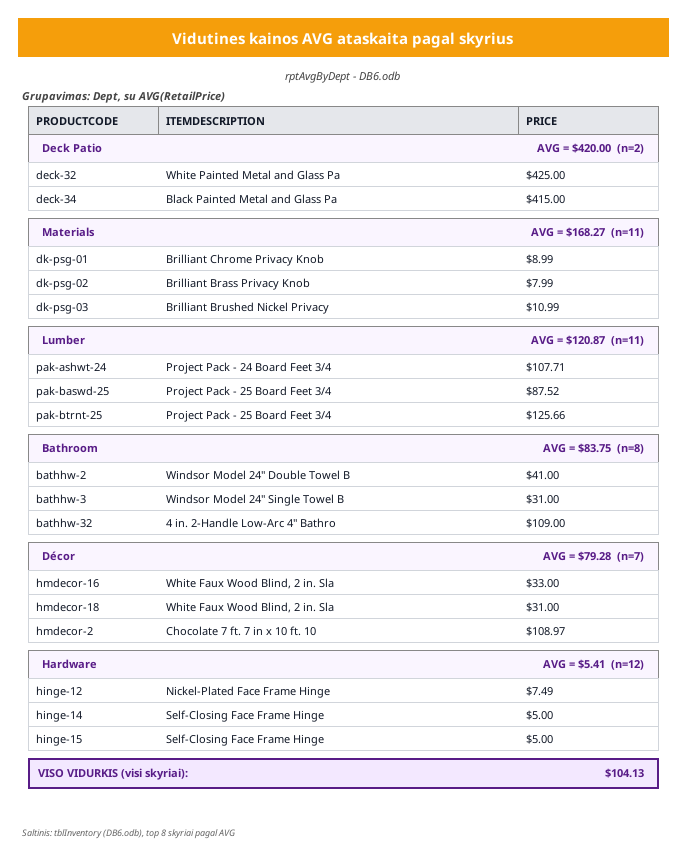 Vidutines kainos AVG ataskaita pagal skyrius
rptAvgByDept - DB6.odb
Grupavimas: Dept, su AVG(RetailPrice)
PRODUCTCODE ITEMDESCRIPTION PRICE
Deck Patio AVG = $420.00 (n=2)
deck-32 White Painted Metal and Glass Pa $425.00
deck-34 Black Painted Metal and Glass Pa $415.00
Materials AVG = $168.27 (n=11)
dk-psg-01 Brilliant Chrome Privacy Knob $8.99
dk-psg-02 Brilliant Brass Privacy Knob $7.99
dk-psg-03 Brilliant Brushed Nickel Privacy $10.99
Lumber AVG = $120.87 (n=11)
pak-ashwt-24 Project Pack - 24 Board Feet 3/4 $107.71
pak-baswd-25 Project Pack - 25 Board Feet 3/4 $87.52
pak-btrnt-25 Project Pack - 25 Board Feet 3/4 $125.66
Bathroom AVG = $83.75 (n=8)
bathhw-2 Windsor Model 24" Double Towel B $41.00
bathhw-3 Windsor Model 24" Single Towel B $31.00
bathhw-32 4 in. 2-Handle Low-Arc 4" Bathro $109.00
Décor AVG = $79.28 (n=7)
hmdecor-16 White Faux Wood Blind, 2 in. Sla $33.00
hmdecor-18 White Faux Wood Blind, 2 in. Sla $31.00
hmdecor-2 Chocolate 7 ft. 7 in x 10 ft. 10 $108.97
Hardware AVG = $5.41 (n=12)
hinge-12 Nickel-Plated Face Frame Hinge $7.49
hinge-14 Self-Closing Face Frame Hinge $5.00
hinge-15 Self-Closing Face Frame Hinge $5.00
VISO VIDURKIS (visi skyriai): $104.13
Saltinis: tblInventory (DB6.odb), top 8 skyriai pagal AVG